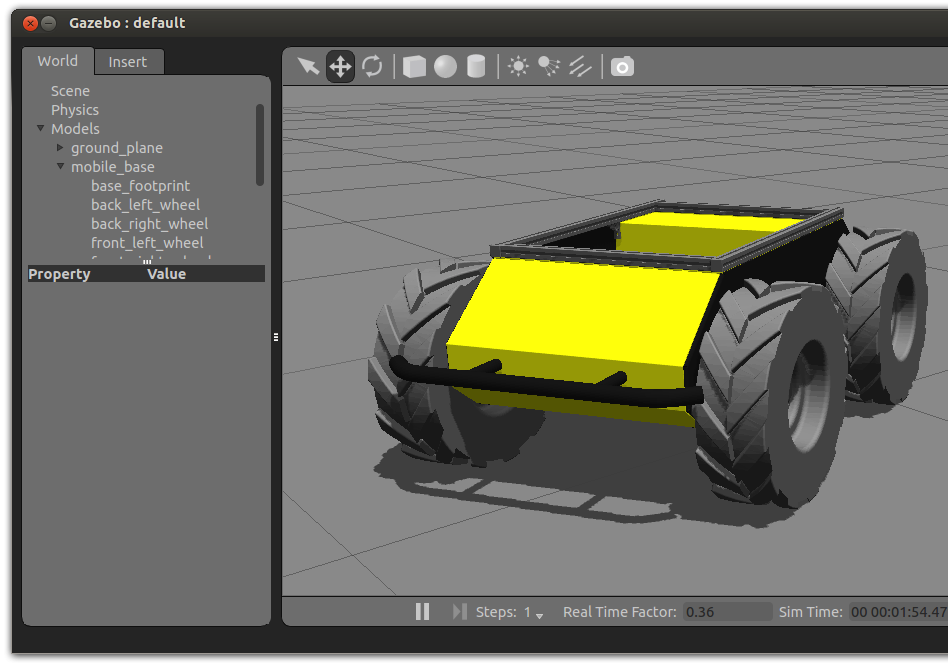 Gazebo : default
World Insert
Scene
Physics
Models
ground_plane
mobile_base
base_footprint
back_left_wheel
back_right_wheel
front_left_wheel
Property Value
Steps: 1 Real Time Factor: 0.36 Sim Time: 00 00:01:54.47